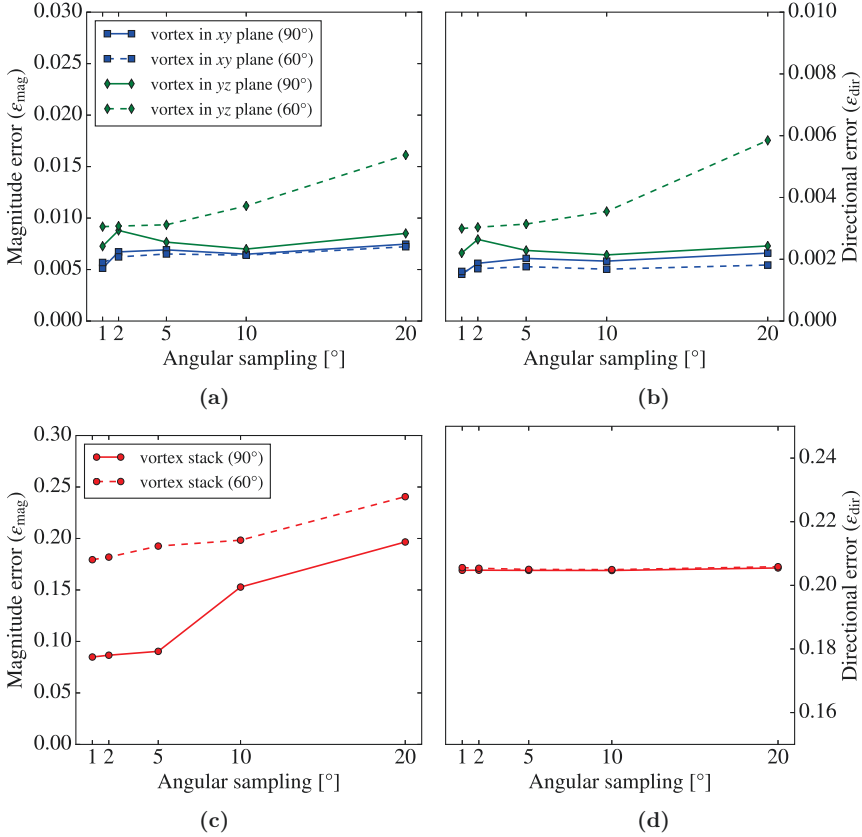 0.030
0.025
0.020
0.015
0.010
0.005
0.000
Magnitude error (ε_mag)
vortex in xy plane (90°)
vortex in xy plane (60°)
vortex in yz plane (90°)
vortex in yz plane (60°)
1 2 5 10 20
Angular sampling [°]
(a)
0.010
0.008
0.006
0.004
0.002
0.000
Directional error (ε_dir)
1 2 5 10 20
Angular sampling [°]
(b)
0.30
0.25
0.20
0.15
0.10
0.05
0.00
Magnitude error (ε_mag)
vortex stack (90°)
vortex stack (60°)
1 2 5 10 20
Angular sampling [°]
(c)
0.24
0.22
0.20
0.18
0.16
Directional error (ε_dir)
1 2 5 10 20
Angular sampling [°]
(d)